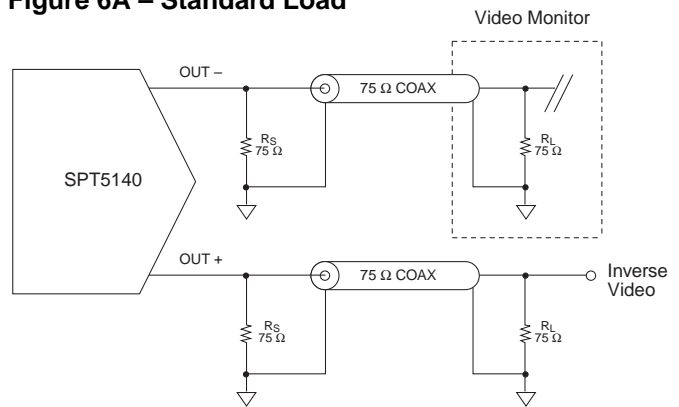 Figure 6A – Standard Load
Video Monitor
OUT –
75 Ω COAX
RS
75 Ω
RL
75 Ω
SPT5140
OUT +
75 Ω COAX
Inverse
Video
RS
75 Ω
RL
75 Ω